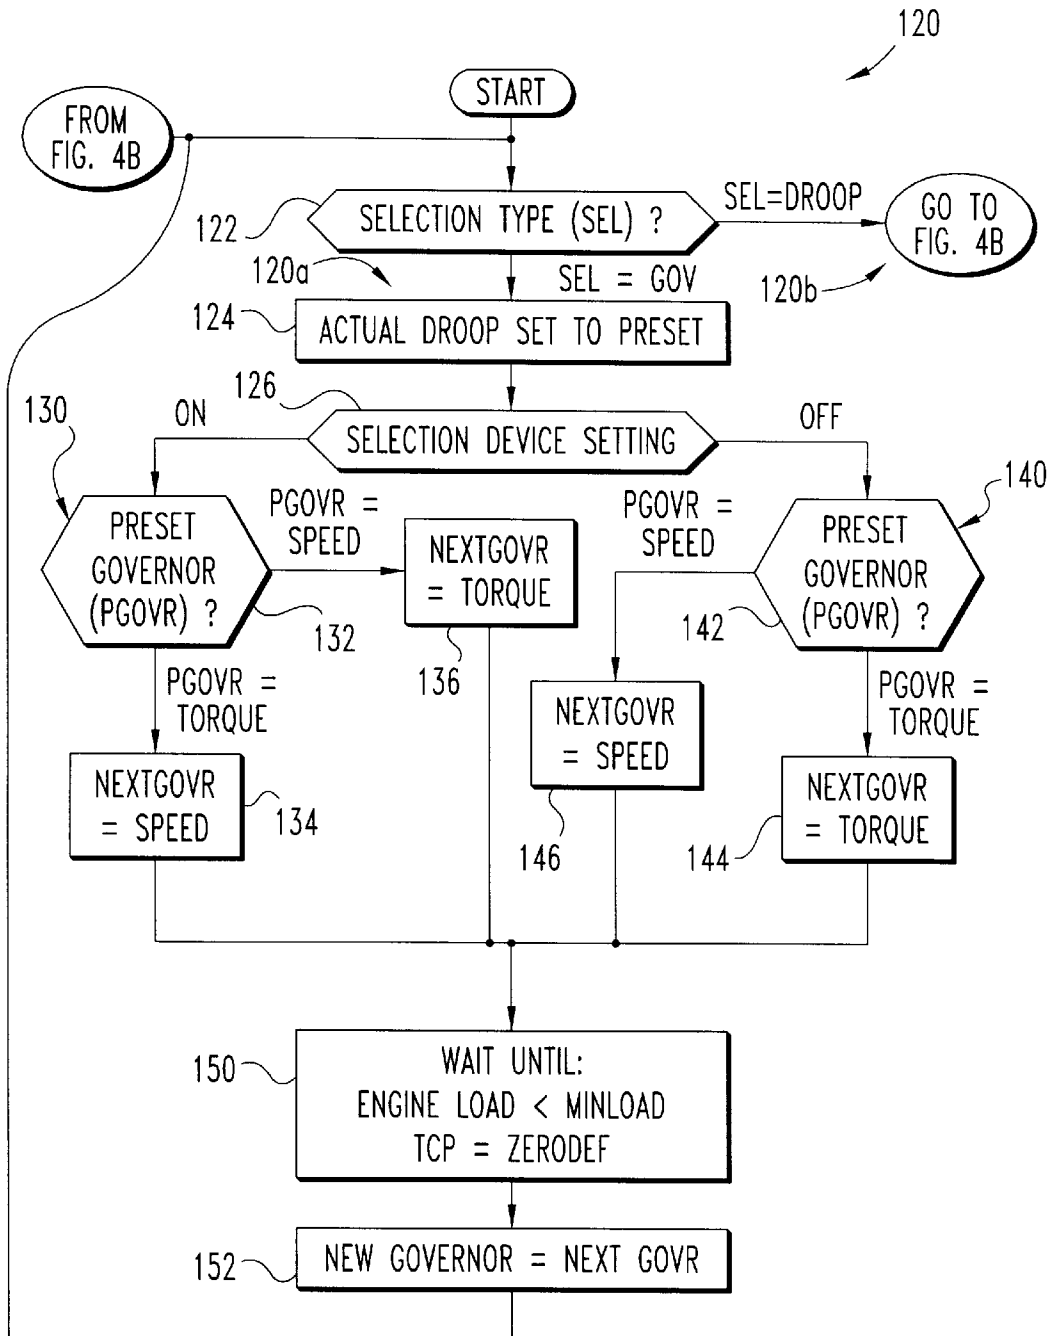 120
START
FROM
FIG. 4B
SELECTION TYPE (SEL) ?
122
SEL=DROOP
GO TO
FIG. 4B
120b
120a
SEL = GOV
124
ACTUAL DROOP SET TO PRESET
126
SELECTION DEVICE SETTING
ON
OFF
130
PRESET
GOVERNOR
(PGOVR) ?
132
PGOVR =
SPEED
NEXTGOVR
= TORQUE
136
PGOVR =
SPEED
PRESET
GOVERNOR
(PGOVR) ?
140
142
PGOVR =
TORQUE
NEXTGOVR
= SPEED
134
NEXTGOVR
= SPEED
146
PGOVR =
TORQUE
NEXTGOVR
= TORQUE
144
150
WAIT UNTIL:
ENGINE LOAD < MINLOAD
TCP = ZERODEF
152
NEW GOVERNOR = NEXT GOVR